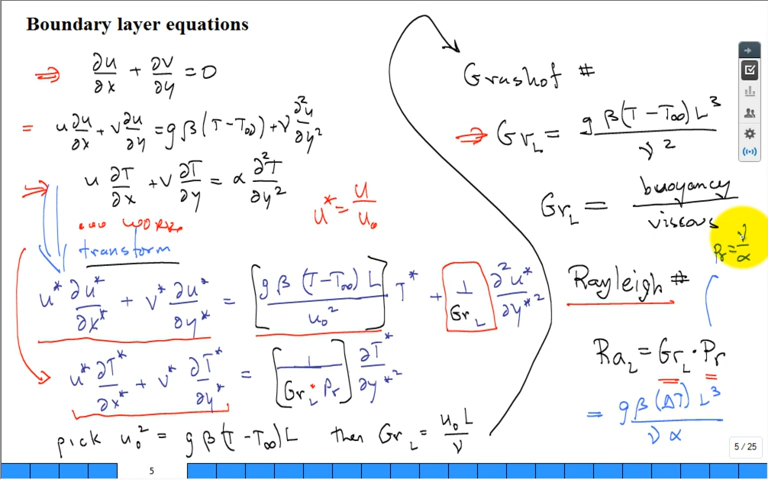 Boundary layer equations
⇒ ∂u/∂x + ∂v/∂y = 0
= u ∂u/∂x + v ∂u/∂y = gβ(T-T∞) + ν ∂²u/∂y²
⇒ u ∂T/∂x + v ∂T/∂y = α ∂²T/∂y²
u* = u/u₀
transform
u* ∂u*/∂x* + v* ∂u*/∂y* = [gβ(T-T∞)L / u₀²] T* + [1/Gr_L] ∂²u*/∂y*²
u* ∂T*/∂x* + v* ∂T*/∂y* = [1/(Gr_L · Pr)] ∂T*/∂y*²
pick u₀² = gβ(T-T∞)L then Gr_L = u₀L/ν
Grashof #
⇒ Gr_L = gβ(T-T∞)L³/ν²
Gr_L = buoyancy/viscous
Pr = ν/α
Rayleigh #
Ra_L = Gr_L · Pr
= gβ(ΔT)L³/να
5 / 25
5